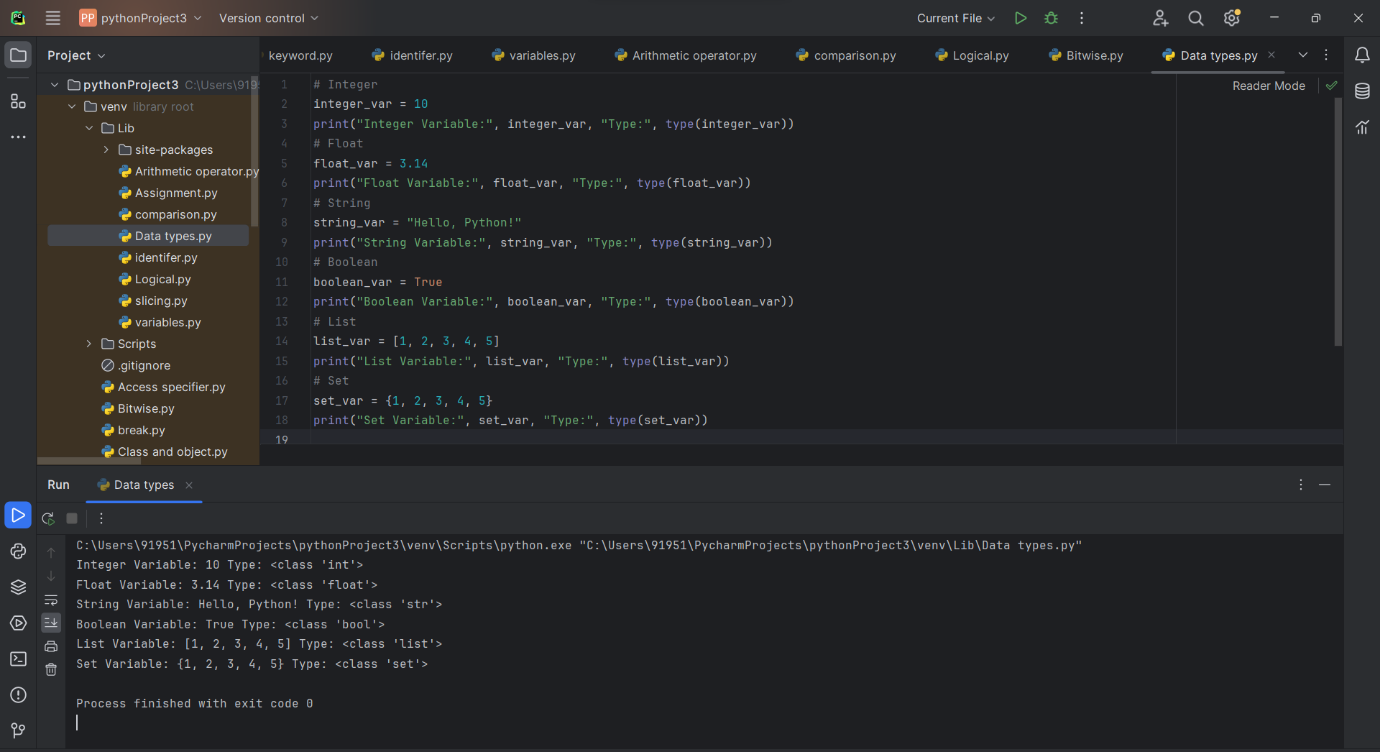 PC
PP pythonProject3 Version control Current File
Project
keyword.py identifer.py variables.py Arithmetic operator.py comparison.py Logical.py Bitwise.py Data types.py
Reader Mode
pythonProject3 C:\Users\919
venv library root
Lib
site-packages
Arithmetic operator.py
Assignment.py
comparison.py
Data types.py
identifer.py
Logical.py
slicing.py
variables.py
Scripts
.gitignore
Access specifier.py
Bitwise.py
break.py
Class and object.py
1 # Integer
2 integer_var = 10
3 print("Integer Variable:", integer_var, "Type:", type(integer_var))
4 # Float
5 float_var = 3.14
6 print("Float Variable:", float_var, "Type:", type(float_var))
7 # String
8 string_var = "Hello, Python!"
9 print("String Variable:", string_var, "Type:", type(string_var))
10 # Boolean
11 boolean_var = True
12 print("Boolean Variable:", boolean_var, "Type:", type(boolean_var))
13 # List
14 list_var = [1, 2, 3, 4, 5]
15 print("List Variable:", list_var, "Type:", type(list_var))
16 # Set
17 set_var = {1, 2, 3, 4, 5}
18 print("Set Variable:", set_var, "Type:", type(set_var))
19
Run Data types
C:\Users\91951\PycharmProjects\pythonProject3\venv\Scripts\python.exe "C:\Users\91951\PycharmProjects\pythonProject3\venv\Lib\Data types.py"
Integer Variable: 10 Type: <class 'int'>
Float Variable: 3.14 Type: <class 'float'>
String Variable: Hello, Python! Type: <class 'str'>
Boolean Variable: True Type: <class 'bool'>
List Variable: [1, 2, 3, 4, 5] Type: <class 'list'>
Set Variable: {1, 2, 3, 4, 5} Type: <class 'set'>
Process finished with exit code 0